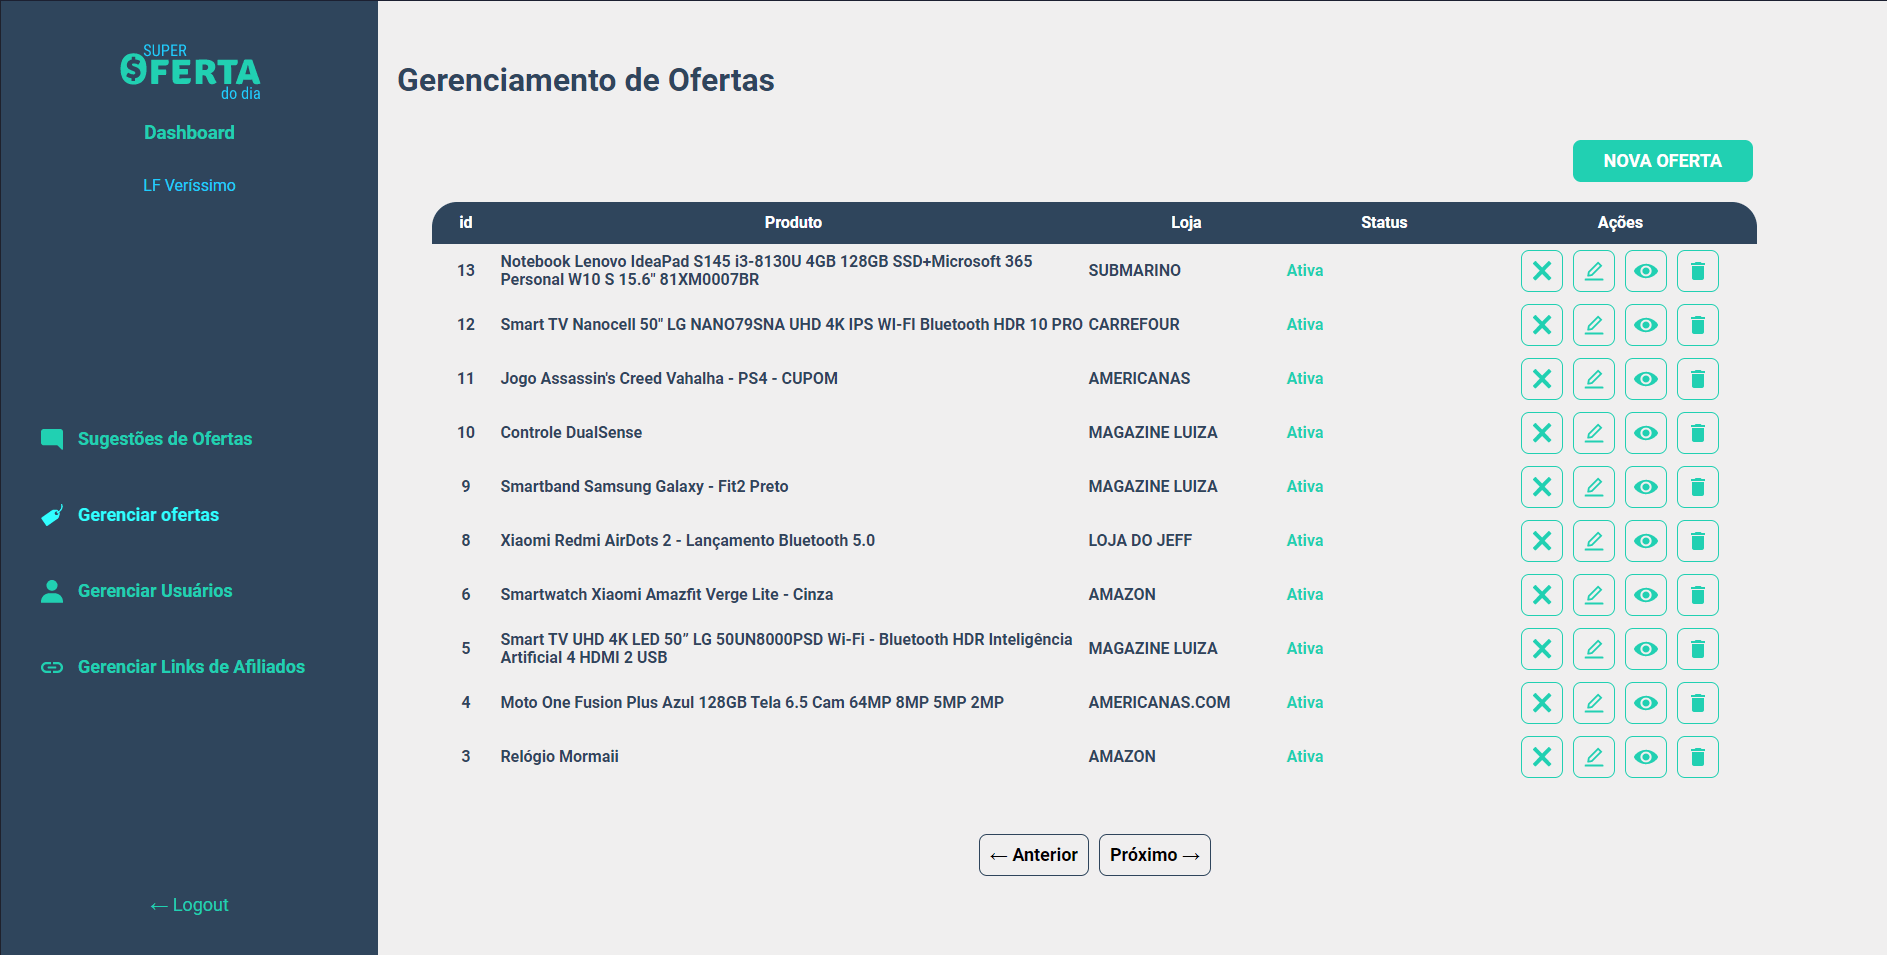 SUPER
OFERTA
do dia
Dashboard
LF Veríssimo
Sugestões de Ofertas
Gerenciar ofertas
Gerenciar Usuários
Gerenciar Links de Afiliados
← Logout
Gerenciamento de Ofertas
NOVA OFERTA
id Produto Loja Status Ações
13 Notebook Lenovo IdeaPad S145 i3-8130U 4GB 128GB SSD+Microsoft 365
Personal W10 S 15.6" 81XM0007BR SUBMARINO Ativa
12 Smart TV Nanocell 50" LG NANO79SNA UHD 4K IPS WI-FI Bluetooth HDR 10 PRO CARREFOUR Ativa
11 Jogo Assassin's Creed Vahalha - PS4 - CUPOM AMERICANAS Ativa
10 Controle DualSense MAGAZINE LUIZA Ativa
9 Smartband Samsung Galaxy - Fit2 Preto MAGAZINE LUIZA Ativa
8 Xiaomi Redmi AirDots 2 - Lançamento Bluetooth 5.0 LOJA DO JEFF Ativa
6 Smartwatch Xiaomi Amazfit Verge Lite - Cinza AMAZON Ativa
5 Smart TV UHD 4K LED 50” LG 50UN8000PSD Wi-Fi - Bluetooth HDR Inteligência
Artificial 4 HDMI 2 USB MAGAZINE LUIZA Ativa
4 Moto One Fusion Plus Azul 128GB Tela 6.5 Cam 64MP 8MP 5MP 2MP AMERICANAS.COM Ativa
3 Relógio Mormaii AMAZON Ativa
← Anterior Próximo →